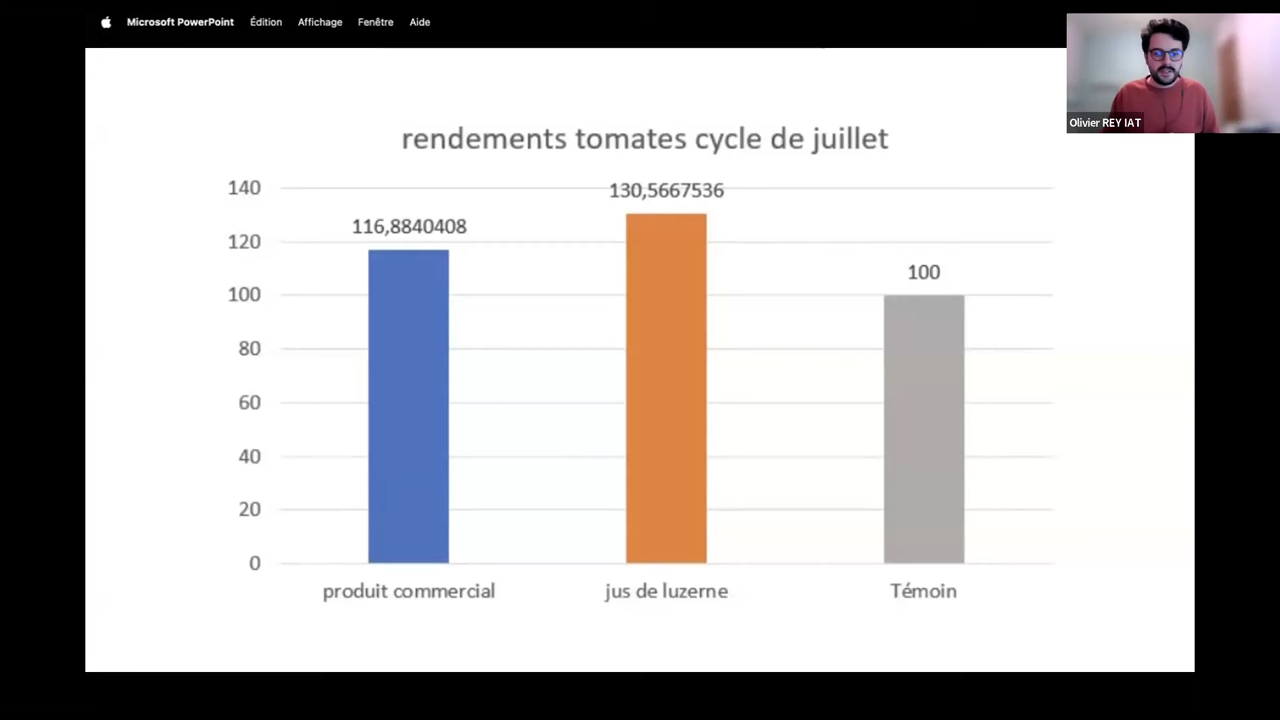 Microsoft PowerPoint Édition Affichage Fenêtre Aide
Olivier REY IAT
rendements tomates cycle de juillet
140
120
100
80
60
40
20
0
116,8840408
130,5667536
100
produit commercial
jus de luzerne
Témoin